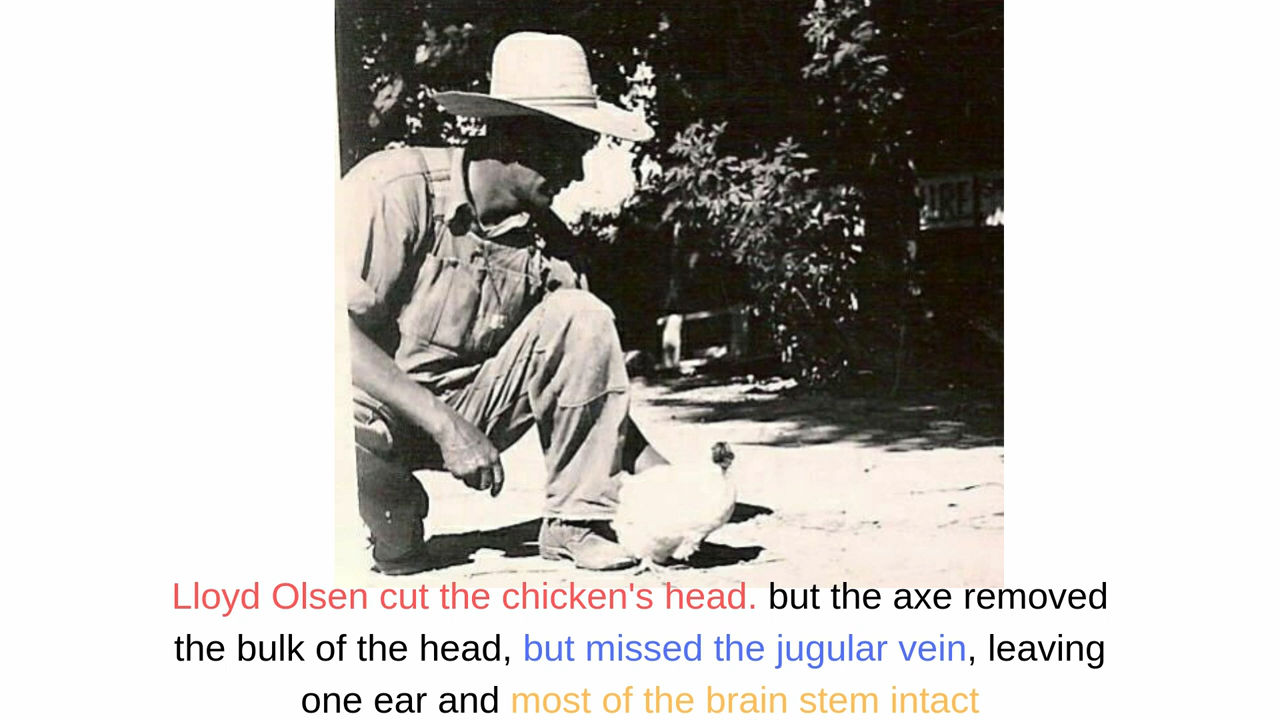 Lloyd Olsen cut the chicken's head. but the axe removed
the bulk of the head, but missed the jugular vein, leaving
one ear and most of the brain stem intact